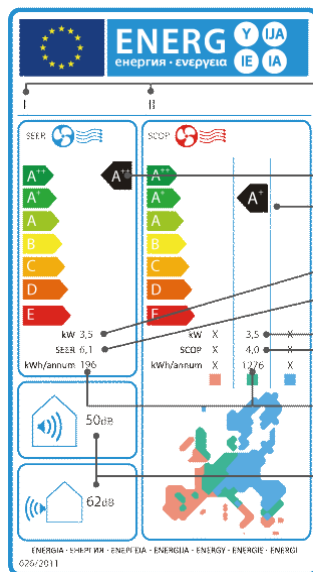 ENERG Y IJA
енергия · ενεργεια IE IA
I II
SEER
A++
A+
A
B
C
D
E
kW 3,5
SEER 6,1
kWh/annum 196
SCOP
A++
A+
A
B
C
D
E
A+
kW X 3,5 X
SCOP X 4,0 X
kWh/annum X 1276 X
50dB
62dB
ENERGIA · ЕНЕРГИЯ · ΕΝΕΡΓΕΙΑ · ENERGIJA · ENERGY · ENERGIE · ENERGI
626/2011